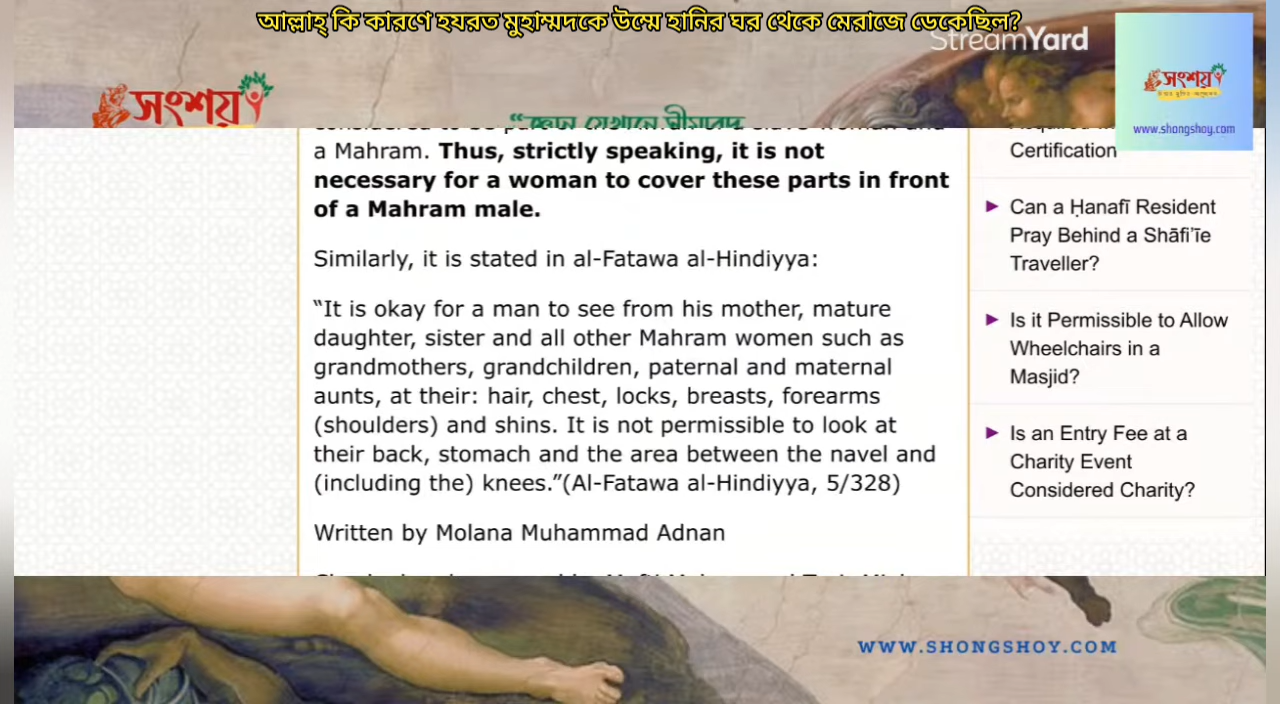 আল্লাহ্ কি কারণে হযরত মুহাম্মদকে উম্মে হানির ঘর থেকে মেরাজে ডেকেছিল?
StreamYard
সংশয়
সংশয়
www.shongshoy.com
"জ্ঞান যেখানে সীমাবদ্ধ
a Mahram. Thus, strictly speaking, it is not
necessary for a woman to cover these parts in front
of a Mahram male.
Similarly, it is stated in al-Fatawa al-Hindiyya:
“It is okay for a man to see from his mother, mature
daughter, sister and all other Mahram women such as
grandmothers, grandchildren, paternal and maternal
aunts, at their: hair, chest, locks, breasts, forearms
(shoulders) and shins. It is not permissible to look at
their back, stomach and the area between the navel and
(including the) knees.”(Al-Fatawa al-Hindiyya, 5/328)
Written by Molana Muhammad Adnan
Certification
Can a Ḥanafī Resident
Pray Behind a Shāfi’īe
Traveller?
Is it Permissible to Allow
Wheelchairs in a
Masjid?
Is an Entry Fee at a
Charity Event
Considered Charity?
WWW.SHONGSHOY.COM